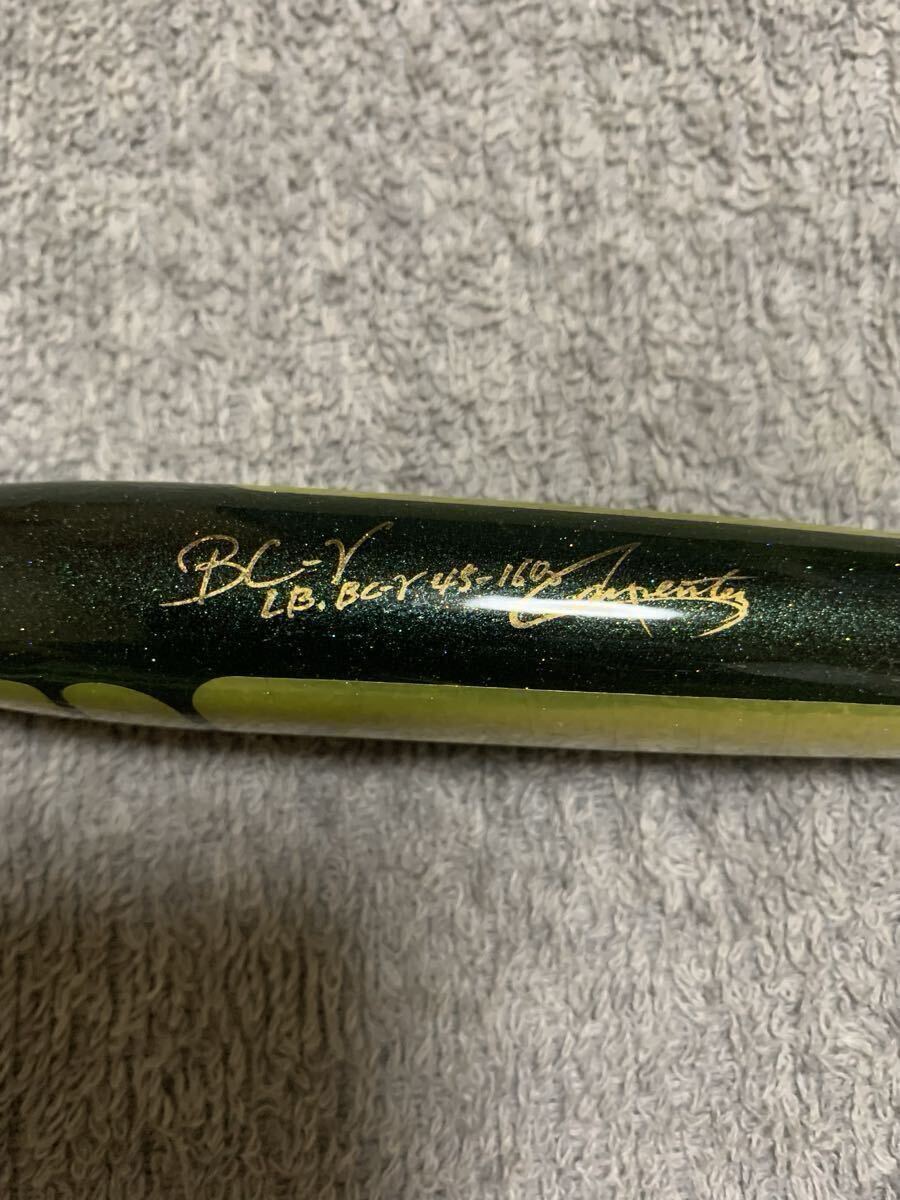 BC-γ
LB. BC-γ 45-160
Carpenter